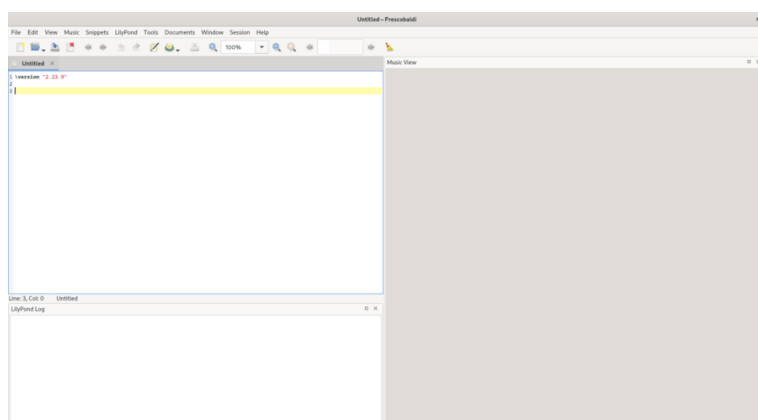 Untitled – Frescobaldi
File Edit View Music Snippets LilyPond Tools Documents Window Session Help
100%
Untitled
Music View
1 \version "2.23.9"
2
3
Line: 3, Col: 0 Untitled
LilyPond Log